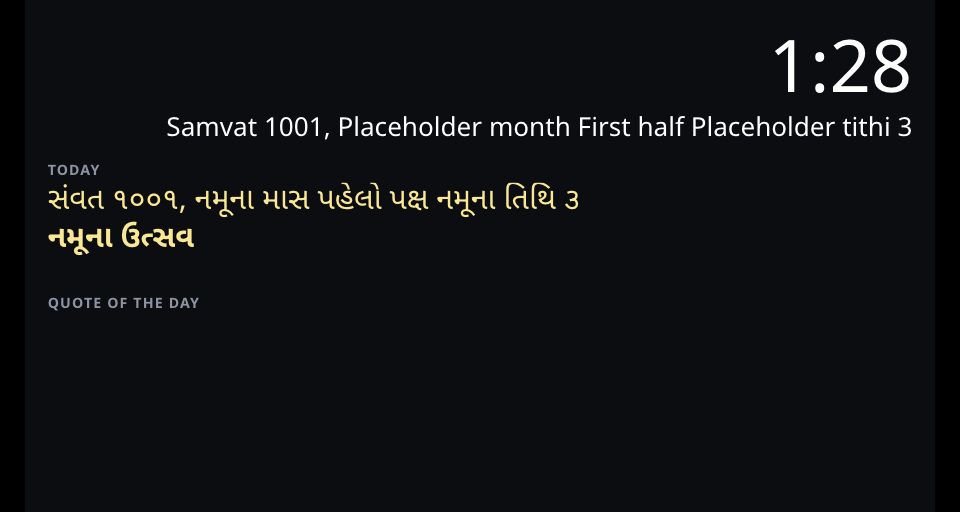 1:28
Samvat 1001, Placeholder month First half Placeholder tithi 3
TODAY
સંવત ૧૦૦૧, નમૂના માસ પહેલો પક્ષ નમૂના તિથિ ૩
નમૂના ઉત્સવ
QUOTE OF THE DAY